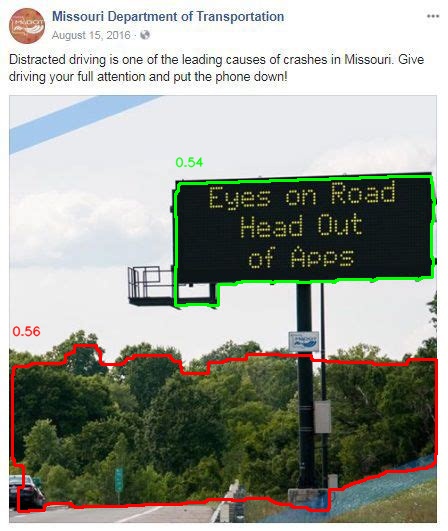 Missouri Department of Transportation
August 15, 2016
Distracted driving is one of the leading causes of crashes in Missouri. Give
driving your full attention and put the phone down!
0.54
Eyes on Road
Head Out
of Apps
MoDOT
0.56